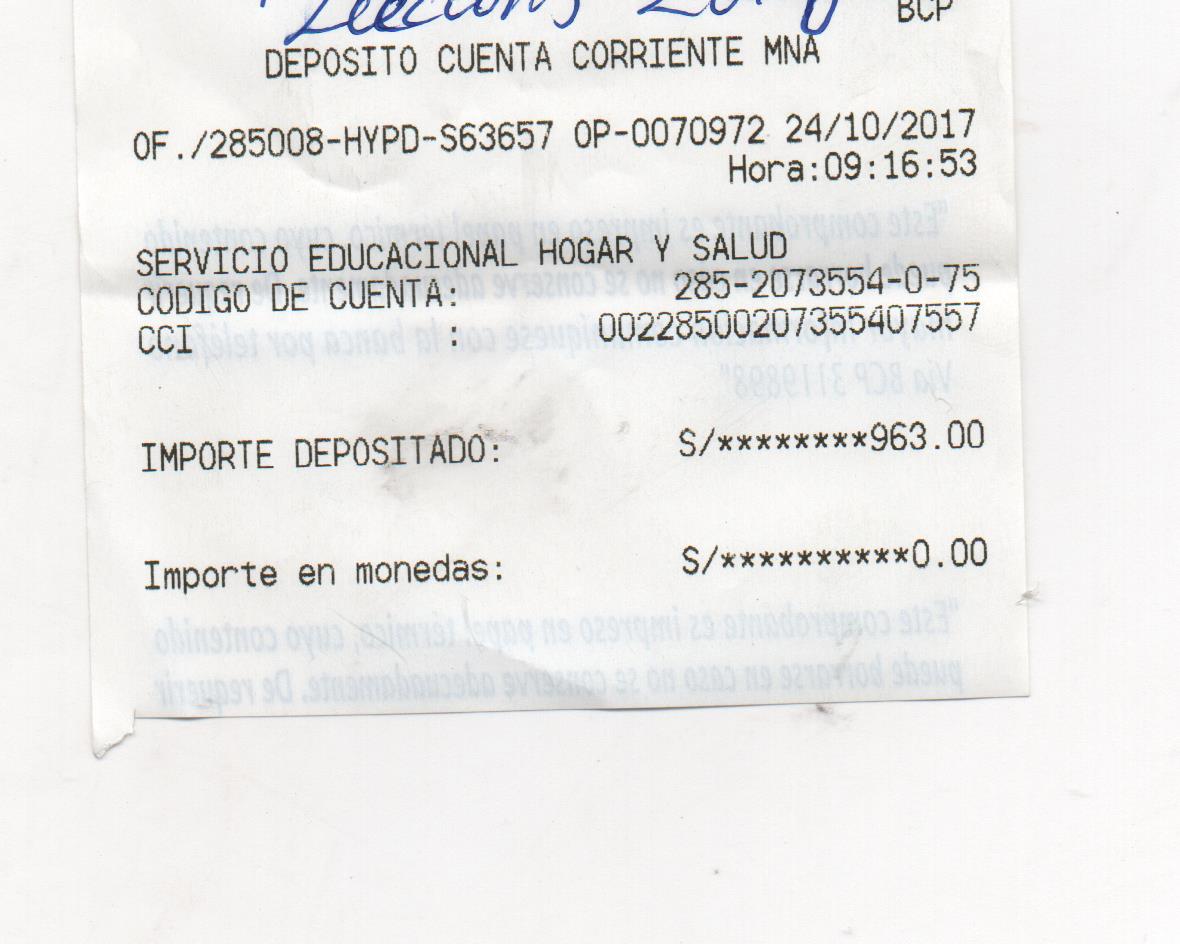 BCP
DEPOSITO CUENTA CORRIENTE MNA
OF./285008-HYPD-S63657 OP-0070972 24/10/2017
Hora:09:16:53
SERVICIO EDUCACIONAL HOGAR Y SALUD
CODIGO DE CUENTA: 285-2073554-0-75
CCI : 00228500207355407557
IMPORTE DEPOSITADO: S/********963.00
Importe en monedas: S/**********0.00
"Este comprobante es impreso en papel térmico, cuyo contenido
puede borrarse en caso no se conserve adecuadamente. De requerir